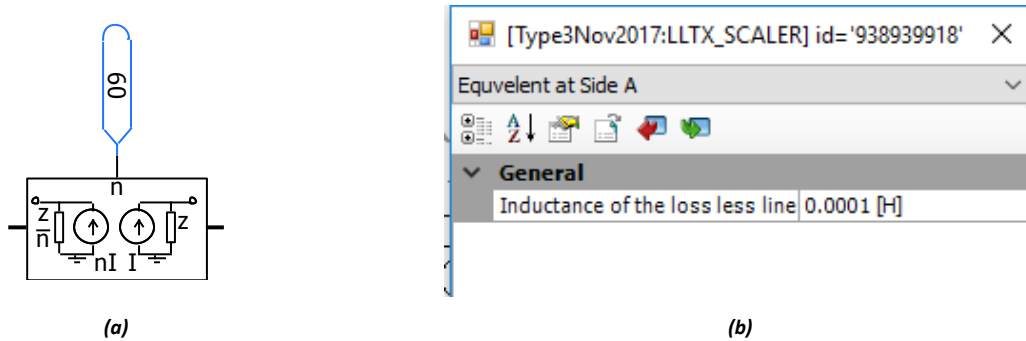 60
n
z
n
nI I
z
(a)
[Type3Nov2017:LLTX_SCALER] id='938939918'
Equvelent at Side A
A
Z
General
Inductance of the loss less line 0.0001 [H]
(b)